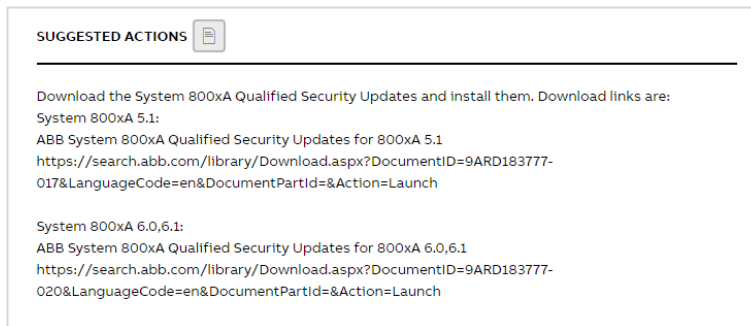 SUGGESTED ACTIONS
Download the System 800xA Qualified Security Updates and install them. Download links are:
System 800xA 5.1:
ABB System 800xA Qualified Security Updates for 800xA 5.1
https://search.abb.com/library/Download.aspx?DocumentID=9ARD183777-
017&LanguageCode=en&DocumentPartId=&Action=Launch
System 800xA 6.0,6.1:
ABB System 800xA Qualified Security Updates for 800xA 6.0,6.1
https://search.abb.com/library/Download.aspx?DocumentID=9ARD183777-
020&LanguageCode=en&DocumentPartId=&Action=Launch